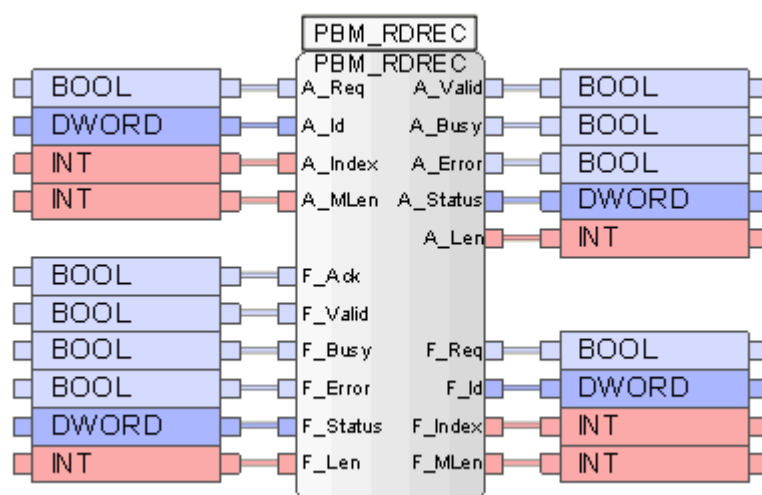 PBM_RDREC
PBM_RDREC
BOOL A_Req A_Valid BOOL
DWORD A_Id A_Busy BOOL
INT A_Index A_Error BOOL
INT A_MLen A_Status DWORD
A_Len INT
BOOL F_Ack
BOOL F_Valid
BOOL F_Busy F_Req BOOL
BOOL F_Error F_Id DWORD
DWORD F_Status F_Index INT
INT F_Len F_MLen INT